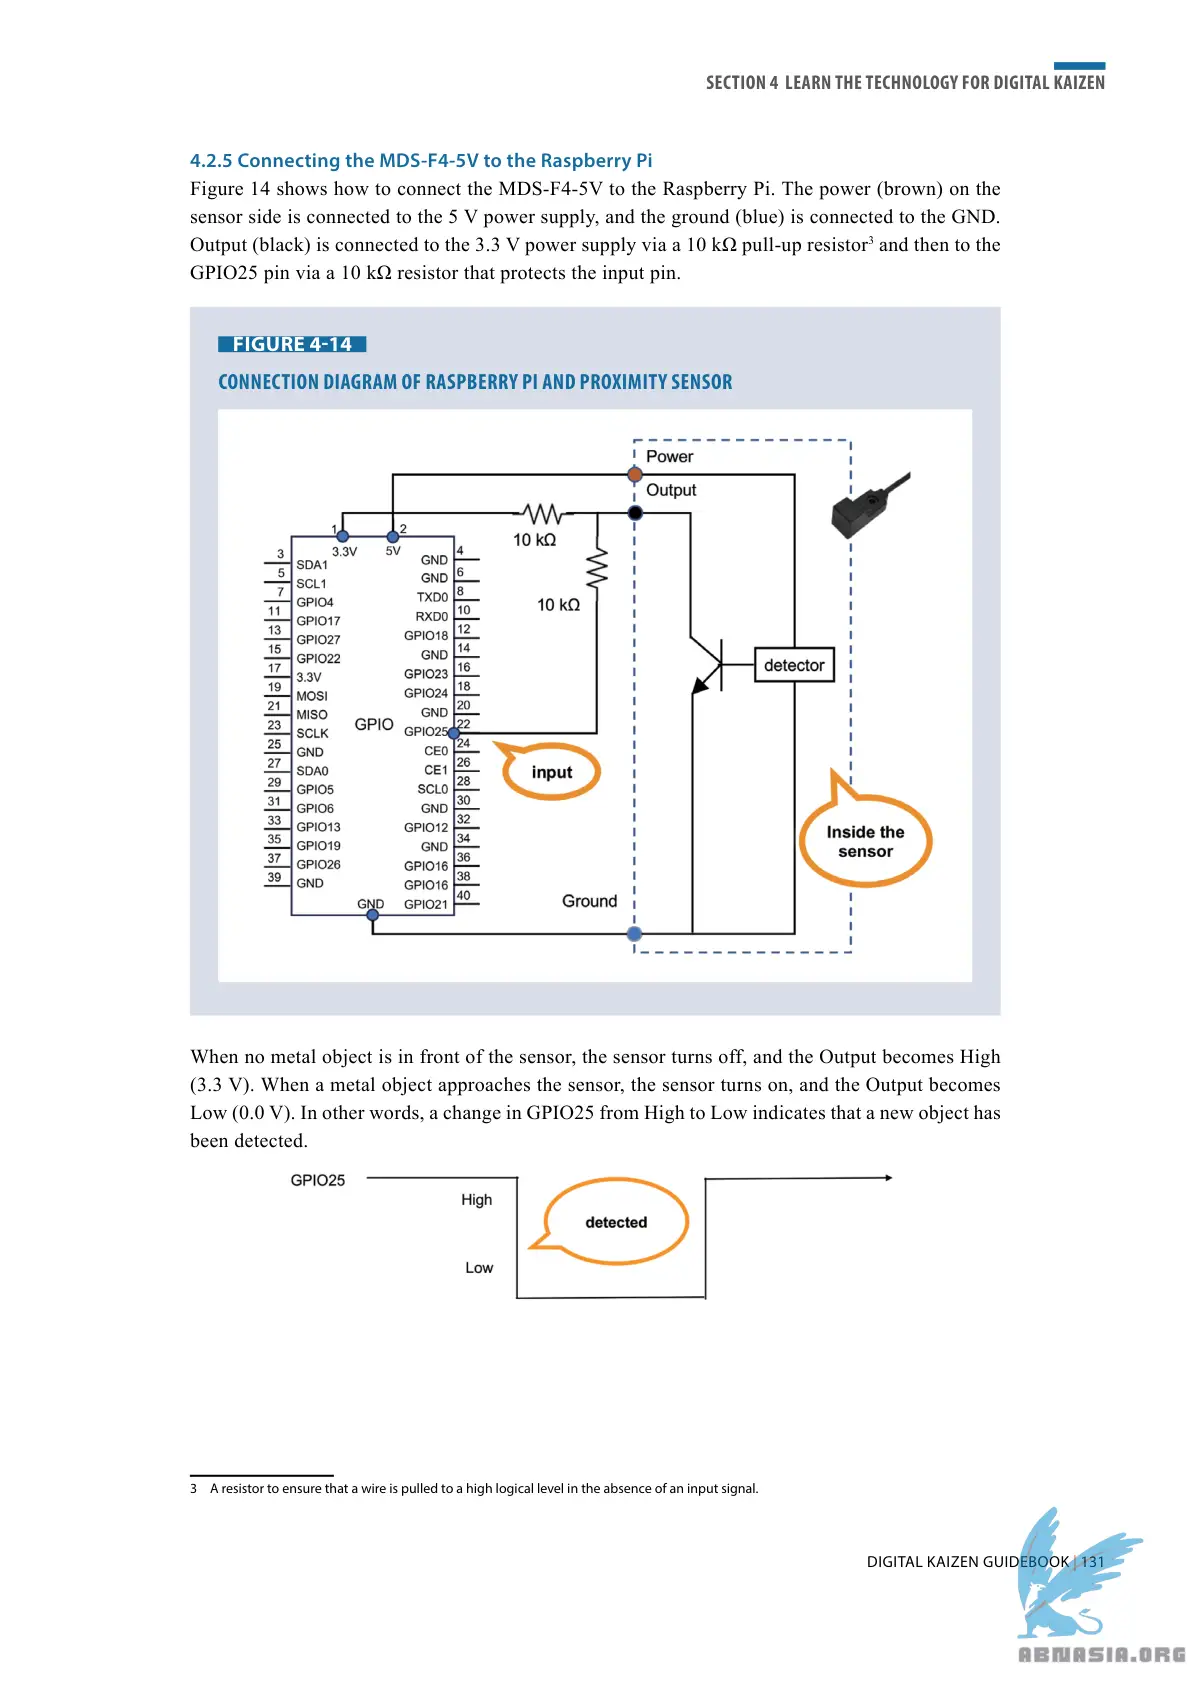 SECTION 4 LEARN THE TECHNOLOGY FOR DIGITAL KAIZEN
4.2.5 Connecting the MDS-F4-5V to the Raspberry Pi
Figure 14 shows how to connect the MDS-F4-5V to the Raspberry Pi. The power (brown) on the
sensor side is connected to the 5 V power supply, and the ground (blue) is connected to the GND.
Output (black) is connected to the 3.3 V power supply via a 10 kΩ pull-up resistor3 and then to the
GPIO25 pin via a 10 kΩ resistor that protects the input pin.
FIGURE 4-14
CONNECTION DIAGRAM OF RASPBERRY PI AND PROXIMITY SENSOR
Power
Output
10 kΩ
10 kΩ
1 2
3.3V 5V
3 SDA1
5 SCL1
7 GPIO4
11 GPIO17
13 GPIO27
15 GPIO22
17 3.3V
19 MOSI
21 MISO
23 SCLK
25 GND
27 SDA0
29 GPIO5
31 GPIO6
33 GPIO13
35 GPIO19
37 GPIO26
39 GND
GPIO
GND 4
GND 6
TXD0 8
RXD0 10
GPIO18 12
GND 14
GPIO23 16
GPIO24 18
GND 20
GPIO25 22
CE0 24
CE1 26
SCL0 28
GND 30
GPIO12 32
GND 34
GPIO16 36
GPIO16 38
GPIO21 40
GND
detector
input
Inside the
sensor
Ground
When no metal object is in front of the sensor, the sensor turns off, and the Output becomes High
(3.3 V). When a metal object approaches the sensor, the sensor turns on, and the Output becomes
Low (0.0 V). In other words, a change in GPIO25 from High to Low indicates that a new object has
been detected.
GPIO25
High
detected
Low
3 A resistor to ensure that a wire is pulled to a high logical level in the absence of an input signal.
DIGITAL KAIZEN GUIDEBOOK | 131
ABNASIA.ORG